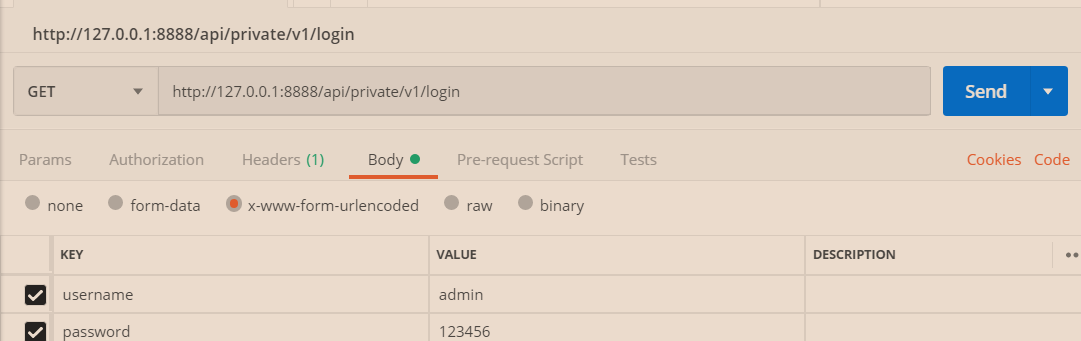 http://127.0.0.1:8888/api/private/v1/login
GET http://127.0.0.1:8888/api/private/v1/login Send
Params Authorization Headers (1) Body Pre-request Script Tests Cookies Code
none form-data x-www-form-urlencoded raw binary
KEY VALUE DESCRIPTION
username admin
password 123456